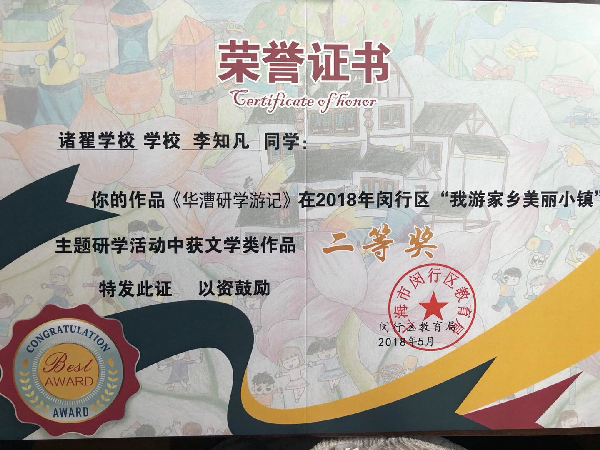 荣誉证书
Certificate of honor
诸翟学校 学校 李知凡 同学：
你的作品《华漕研学游记》在2018年闵行区“我游家乡美丽小镇”
主题研学活动中获文学类作品 二等奖
特发此证 以资鼓励
上海市闵行区教育局
闵行区教育局
2018年5月
CONGRATULATION
Best
AWARD
AWARD